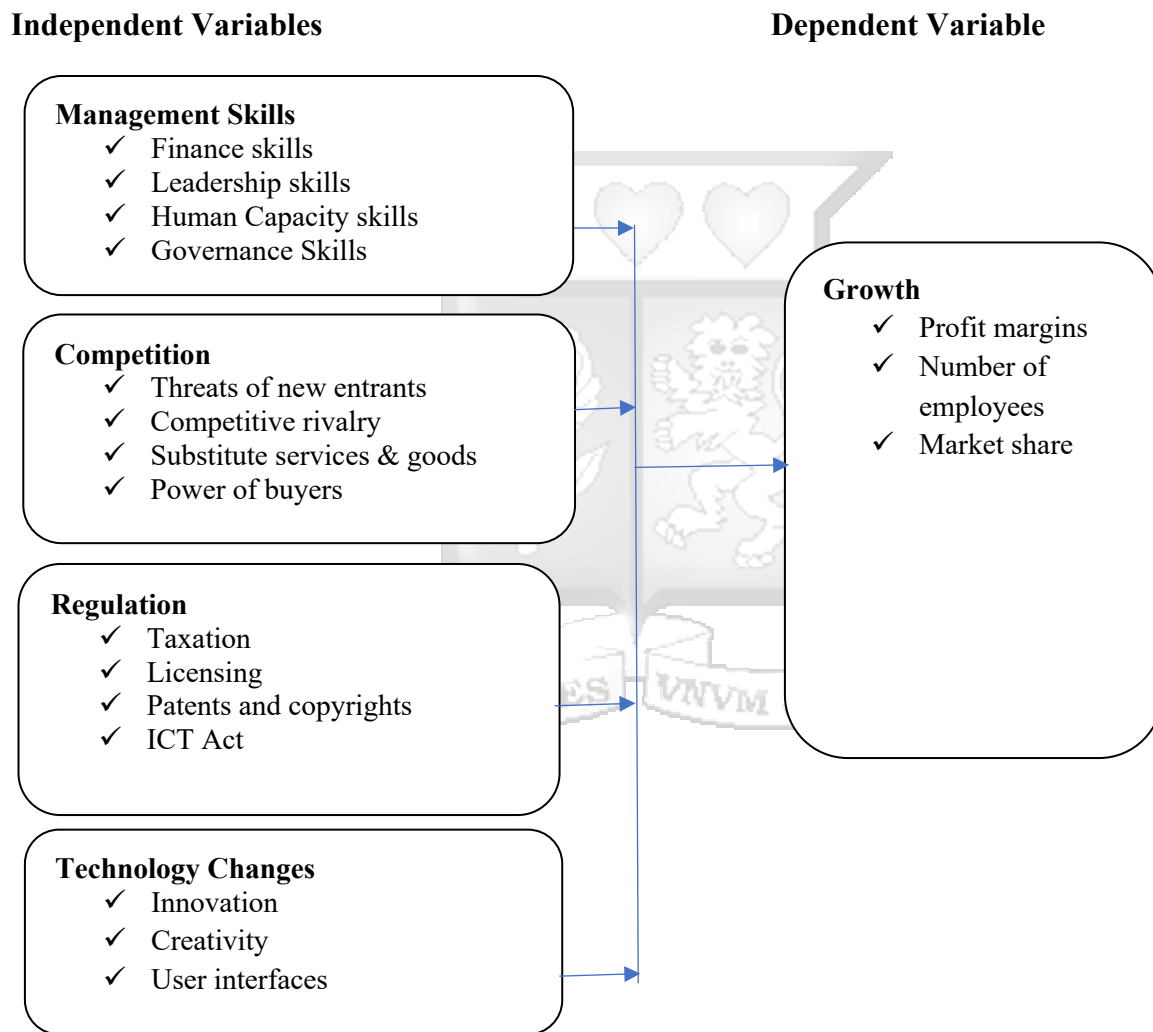 Independent Variables
Dependent Variable
Management Skills
✓ Finance skills
✓ Leadership skills
✓ Human Capacity skills
✓ Governance Skills
Competition
✓ Threats of new entrants
✓ Competitive rivalry
✓ Substitute services & goods
✓ Power of buyers
Regulation
✓ Taxation
✓ Licensing
✓ Patents and copyrights
✓ ICT Act
Technology Changes
✓ Innovation
✓ Creativity
✓ User interfaces
Growth
✓ Profit margins
✓ Number of
employees
✓ Market share
VNVM